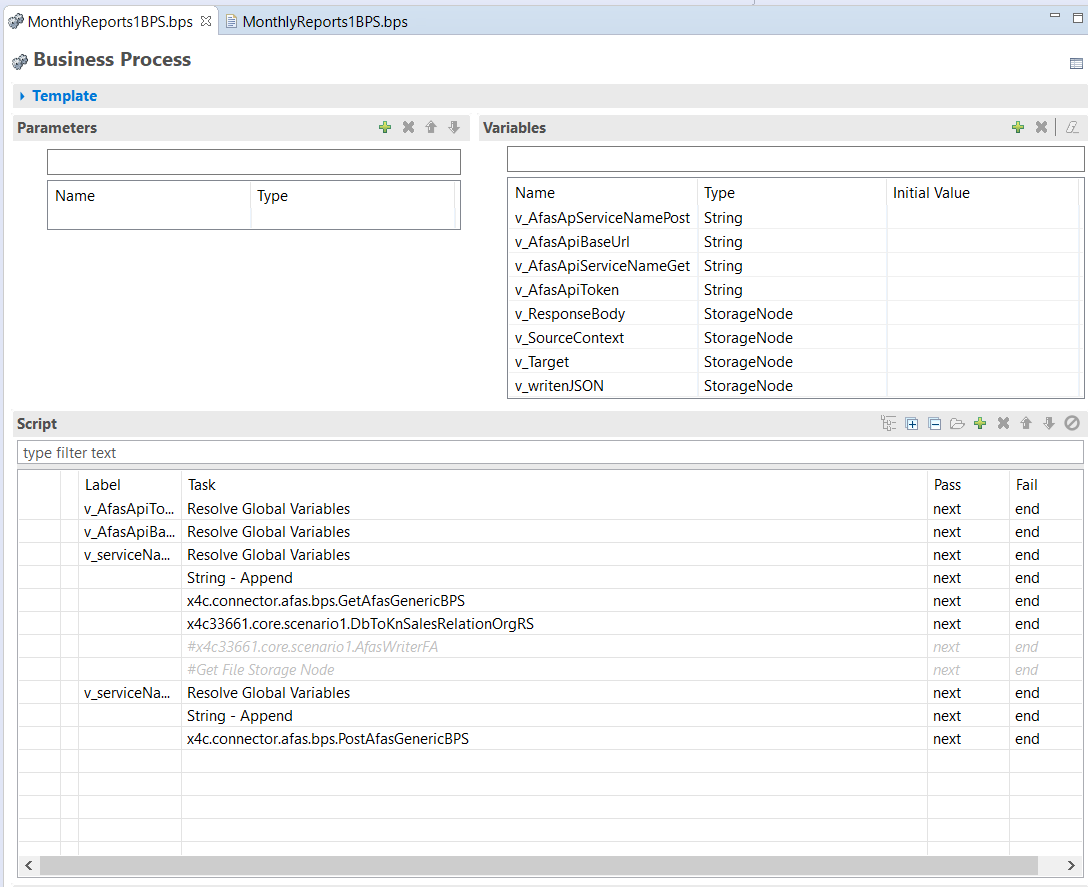 MonthlyReports1BPS.bps MonthlyReports1BPS.bps
Business Process
Template
Parameters
Name Type
Variables
Name Type Initial Value
v_AfasApServiceNamePost String
v_AfasApiBaseUrl String
v_AfasApiServiceNameGet String
v_AfasApiToken String
v_ResponseBody StorageNode
v_SourceContext StorageNode
v_Target StorageNode
v_writenJSON StorageNode
Script
type filter text
Label Task Pass Fail
v_AfasApiTo... Resolve Global Variables next end
v_AfasApiBa... Resolve Global Variables next end
v_serviceNa... Resolve Global Variables next end
String - Append next end
x4c.connector.afas.bps.GetAfasGenericBPS next end
x4c33661.core.scenario1.DbToKnSalesRelationOrgRS next end
#x4c33661.core.scenario1.AfasWriterFA next end
#Get File Storage Node next end
v_serviceNa... Resolve Global Variables next end
String - Append next end
x4c.connector.afas.bps.PostAfasGenericBPS next end